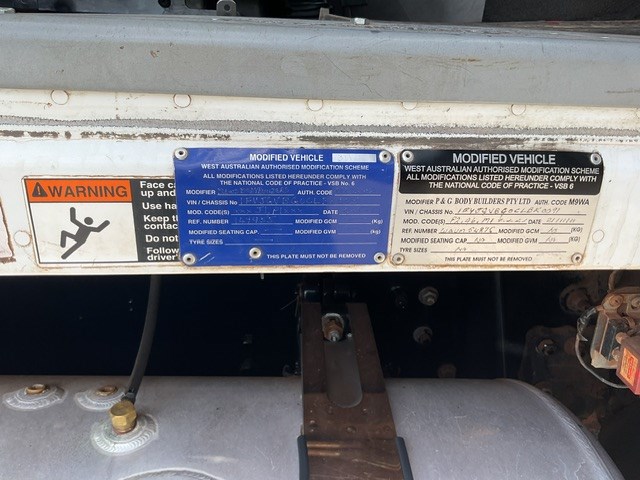 WARNING
Face ca
up and
Use ha
Keep th
contac
Do not
Follow
driver'
MODIFIED VEHICLE
WEST AUSTRALIAN AUTHORISED MODIFICATION SCHEME
ALL MODIFICATIONS LISTED HEREUNDER COMPLY WITH
THE NATIONAL CODE OF PRACTICE - VSB No. 6
MODIFIER AUTH. CODE
VIN / CHASSIS No.
MOD. CODE(S) DATE
REF. NUMBER MODIFIED GCM (Kg)
MODIFIED SEATING CAP. MODIFIED GVM (Kg)
TYRE SIZES
THIS PLATE MUST NOT BE REMOVED
MODIFIED VEHICLE
WEST AUSTRALIAN AUTHORISED MODIFICATION SCHEME
ALL MODIFICATIONS LISTED HEREUNDER COMPLY WITH
THE NATIONAL CODE OF PRACTICE - VSB 6
MODIFIER P & G BODY BUILDERS PTY LTD AUTH. CODE M9WA
VIN / CHASSIS No.
MOD. CODE(S) DATE
REF. NUMBER MODIFIED GCM (KG)
MODIFIED SEATING CAP. MODIFIED GVM (KG)
TYRE SIZES
THIS PLATE MUST NOT BE REMOVED